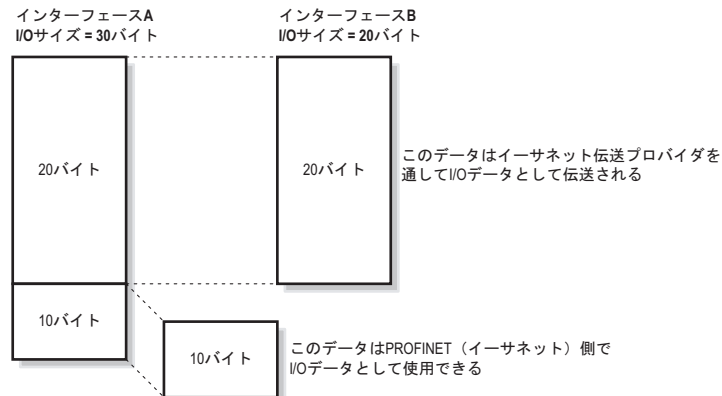 インターフェースA
I/Oサイズ = 30バイト
インターフェースB
I/Oサイズ = 20バイト
20バイト
20バイト
このデータはイーサネット伝送プロバイダを
通してI/Oデータとして伝送される
10バイト
10バイト
このデータはPROFINET（イーサネット）側で
I/Oデータとして使用できる